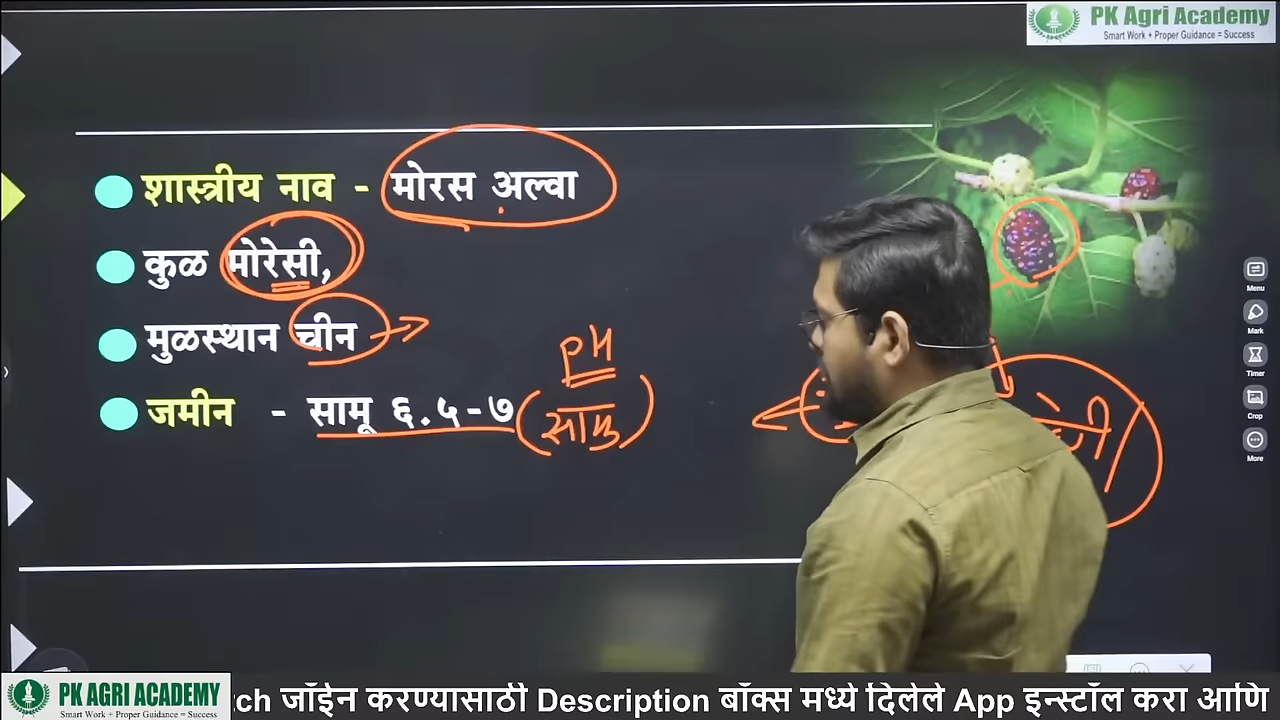 PK Agri Academy
Smart Work + Proper Guidance = Success
शास्त्रीय नाव - मोरस अल्वा
कुळ मोरेसी,
मुळस्थान चीन
pH
जमीन - सामू ६.५-७ (सामु)
Menu
Mark
Timer
Crop
More
PK AGRI ACADEMY
Smart Work + Proper Guidance = Success
ch जॉईन करण्यासाठी Description बॉक्स मध्ये दिलेले App इन्स्टॉल करा आणि